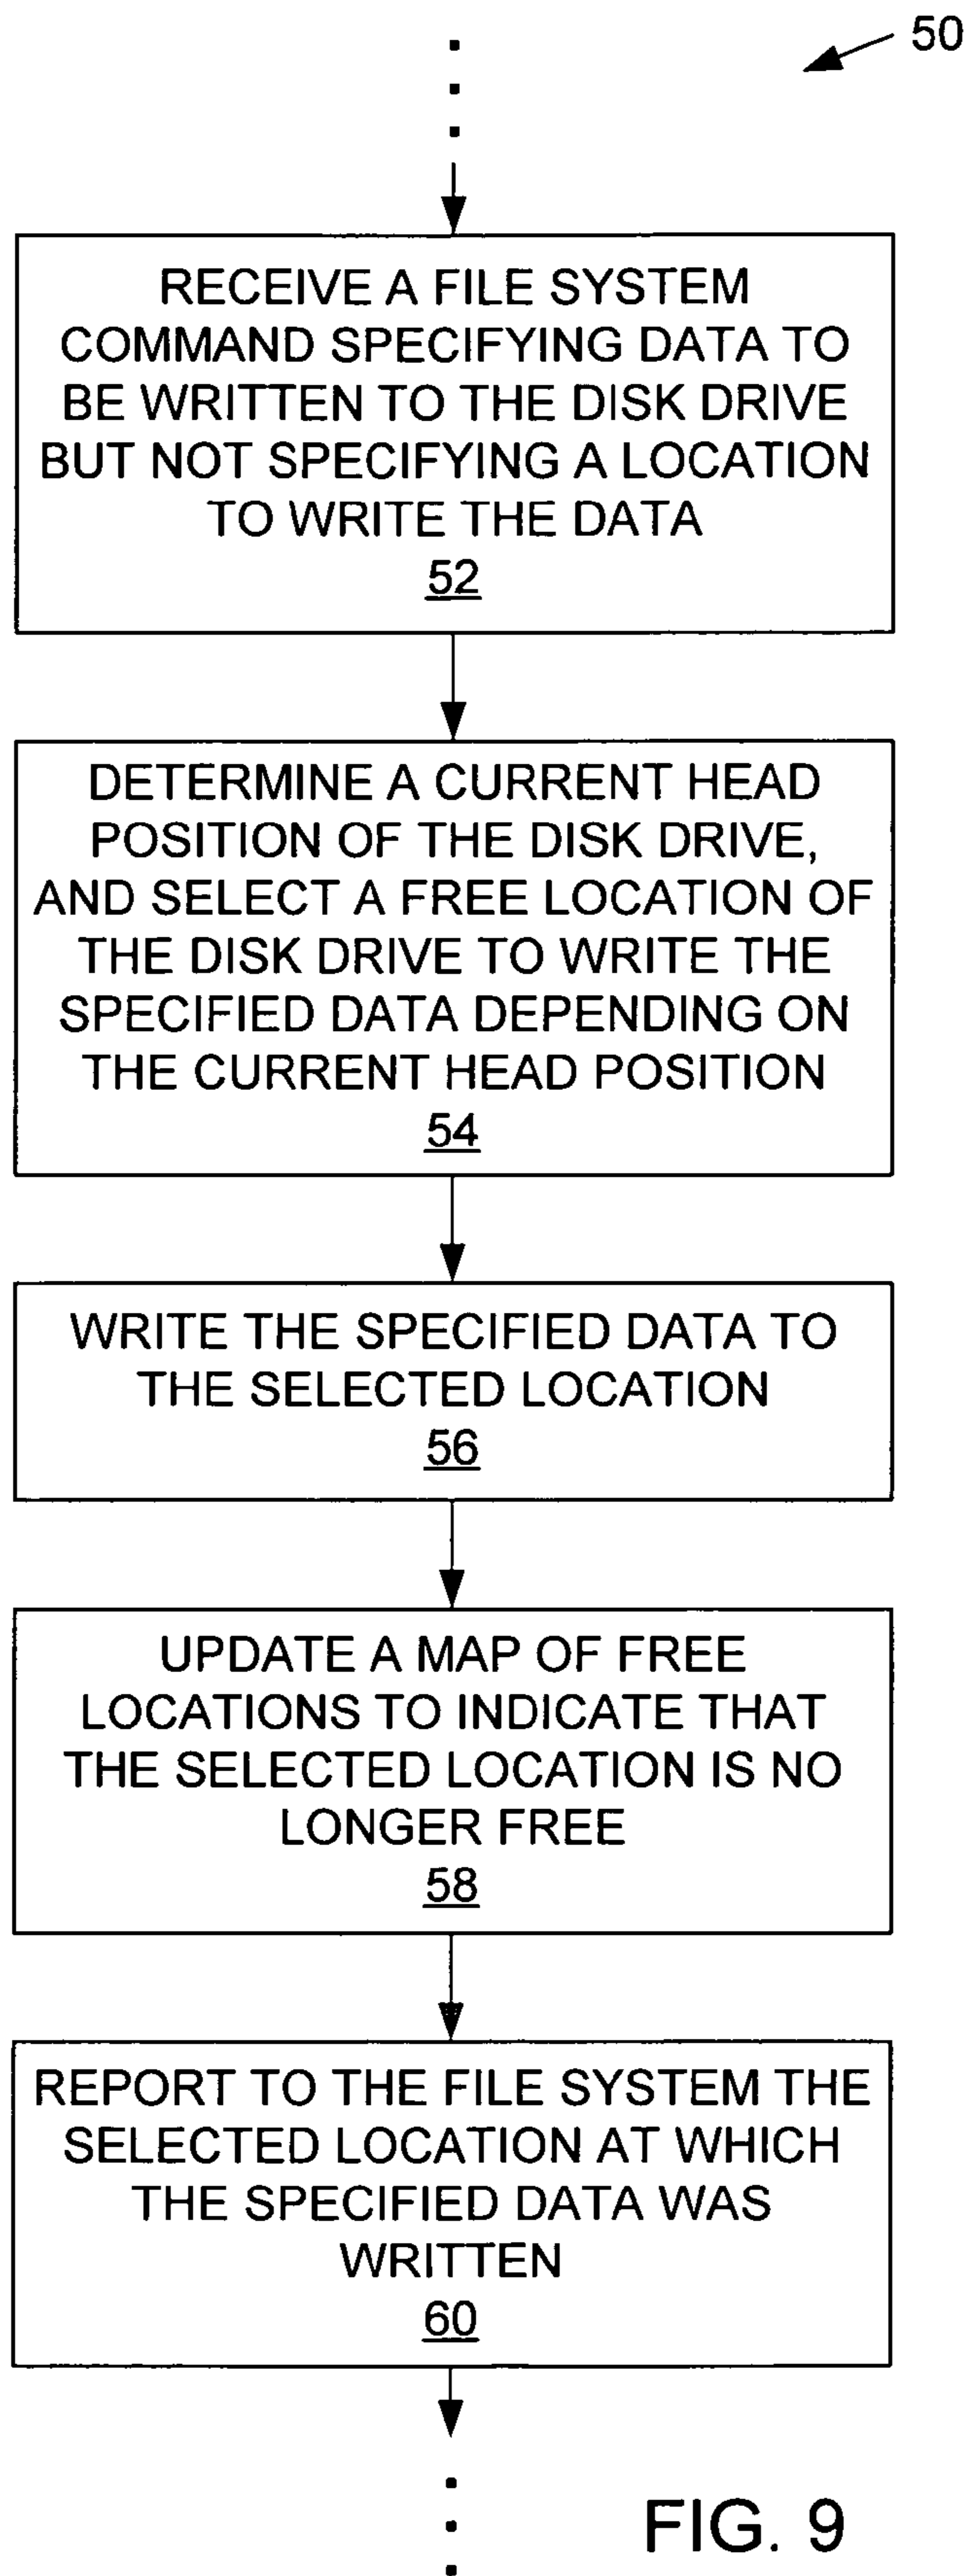 50
RECEIVE A FILE SYSTEM
COMMAND SPECIFYING DATA TO
BE WRITTEN TO THE DISK DRIVE
BUT NOT SPECIFYING A LOCATION
TO WRITE THE DATA
52
DETERMINE A CURRENT HEAD
POSITION OF THE DISK DRIVE,
AND SELECT A FREE LOCATION OF
THE DISK DRIVE TO WRITE THE
SPECIFIED DATA DEPENDING ON
THE CURRENT HEAD POSITION
54
WRITE THE SPECIFIED DATA TO
THE SELECTED LOCATION
56
UPDATE A MAP OF FREE
LOCATIONS TO INDICATE THAT
THE SELECTED LOCATION IS NO
LONGER FREE
58
REPORT TO THE FILE SYSTEM THE
SELECTED LOCATION AT WHICH
THE SPECIFIED DATA WAS
WRITTEN
60
FIG. 9